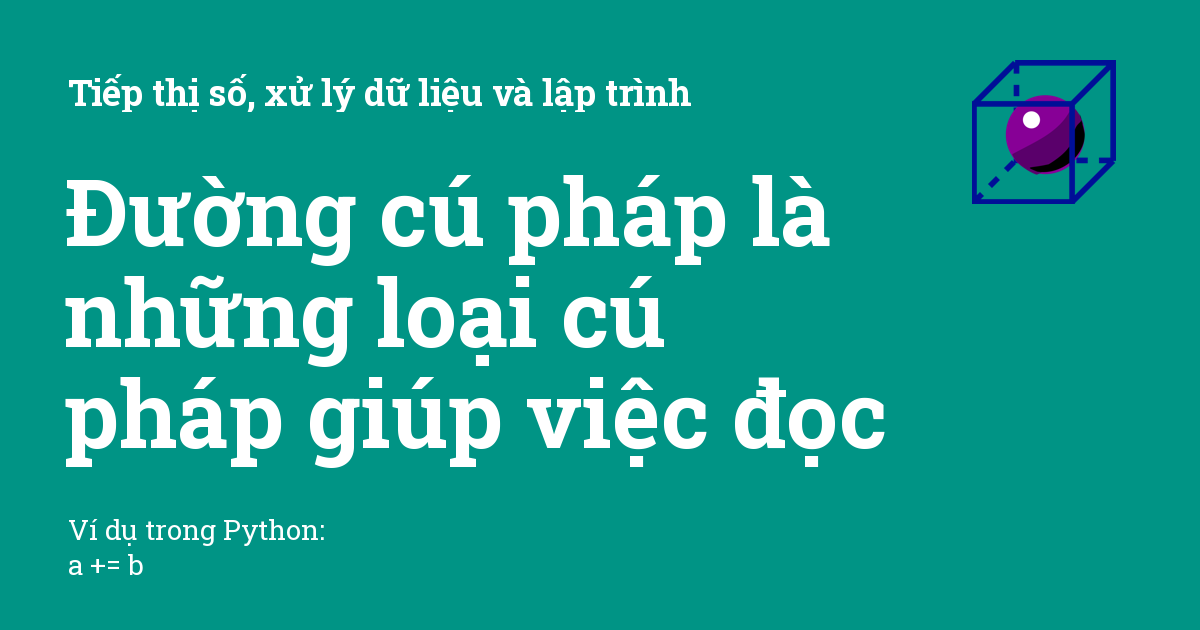 Tiếp thị số, xử lý dữ liệu và lập trình
Đường cú pháp là
những loại cú
pháp giúp việc đọc
Ví dụ trong Python:
a += b